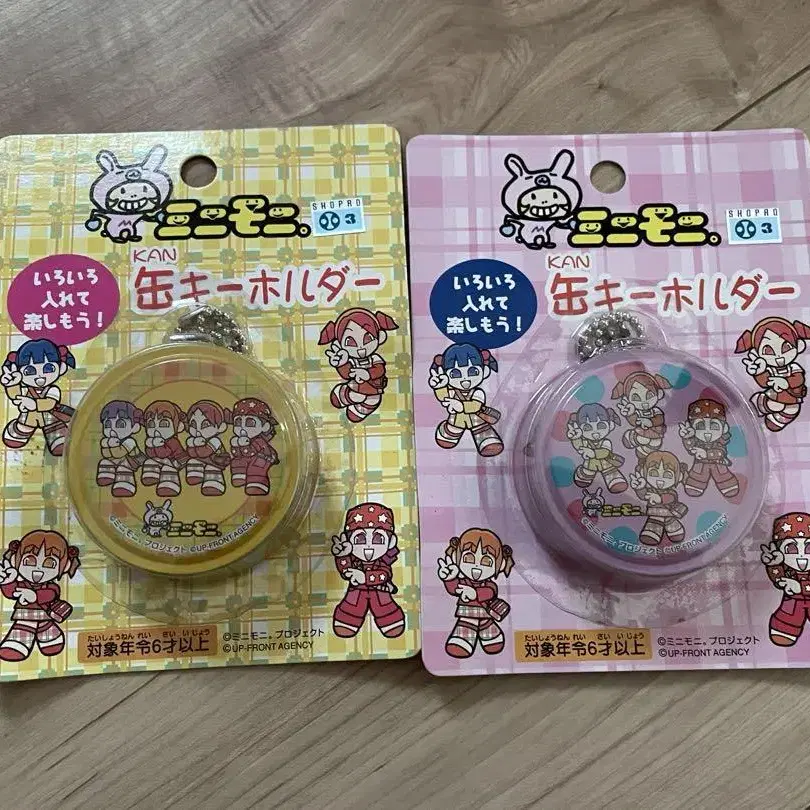 ミニモニ。
SHOPRO
3
KAN
缶キーホルダー
いろいろ
入れて
楽しもう!
ミニモニ
©ミニモニ。プロジェクト ©UP-FRONT AGENCY
たいしょうねんれい さいいじょう
対象年令6才以上
©ミニモニ。プロジェクト
©UP-FRONT AGENCY
ミニモニ。
SHOPRO
3
KAN
缶キーホルダー
いろいろ
入れて
楽しもう!
ミニモニ
©ミニモニ。プロジェクト ©UP-FRONT AGENCY
たいしょうねんれい さいいじょう
対象年令6才以上
©ミニモニ。プロジェクト
©UP-FRONT AGENCY